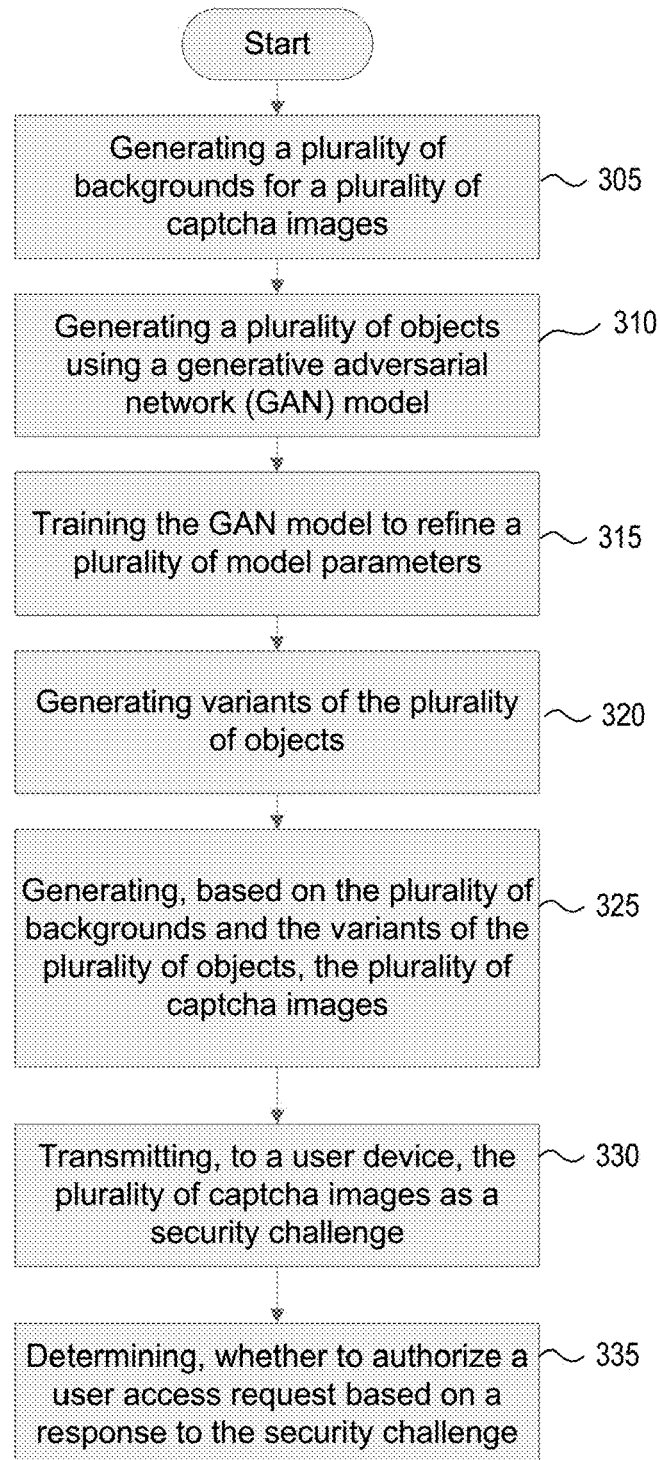 Start
Generating a plurality of
backgrounds for a plurality of
captcha images
305
Generating a plurality of objects
using a generative adversarial
network (GAN) model
310
Training the GAN model to refine a
plurality of model parameters
315
Generating variants of the plurality
of objects
320
Generating, based on the plurality of
backgrounds and the variants of the
plurality of objects, the plurality of
captcha images
325
Transmitting, to a user device, the
plurality of captcha images as a
security challenge
330
Determining, whether to authorize a
user access request based on a
response to the security challenge
335